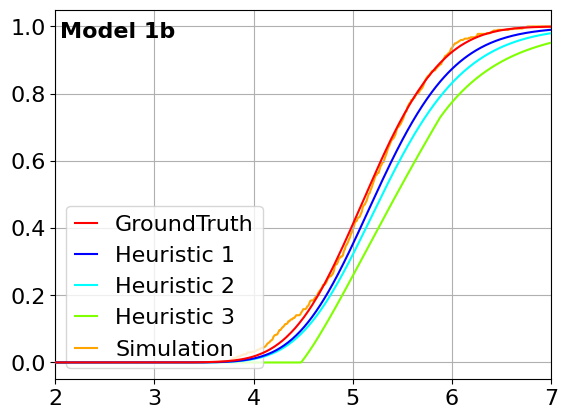 Model 1b
1.0
0.8
0.6
0.4
0.2
0.0
GroundTruth
Heuristic 1
Heuristic 2
Heuristic 3
Simulation
2 3 4 5 6 7